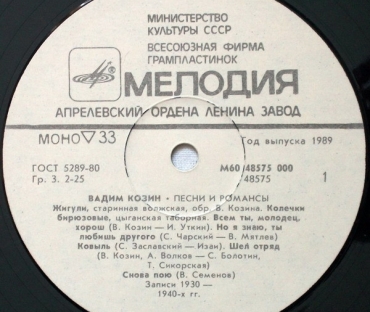 МИНИСТЕРСТВО
КУЛЬТУРЫ СССР
ВСЕСОЮЗНАЯ ФИРМА
ГРАМПЛАСТИНОК
МЕЛОДИЯ
АПРЕЛЕВСКИЙ ОРДЕНА ЛЕНИНА ЗАВОД
МОНО ▽ 33
Год выпуска 1989
ГОСТ 5289-80
М60 48575 000
Гр. 3. 2-25
48575
1
ВАДИМ КОЗИН • ПЕСНИ И РОМАНСЫ
Жигули, старинная волжская, обр. В. Козина. Колечки
бирюзовые, цыганская таборная. Всем ты, молодец,
хорош (В. Козин — И. Уткин). Но я знаю, ты
любишь другого (С. Чарский — В. Мятлев)
Ковыль (С. Заславский — Изан). Шел отряд
(В. Козин, А. Волков — С. Болотин,
Т. Сикорская)
Снова пою (В. Семенов)
Записи 1930 —
1940-х гг.